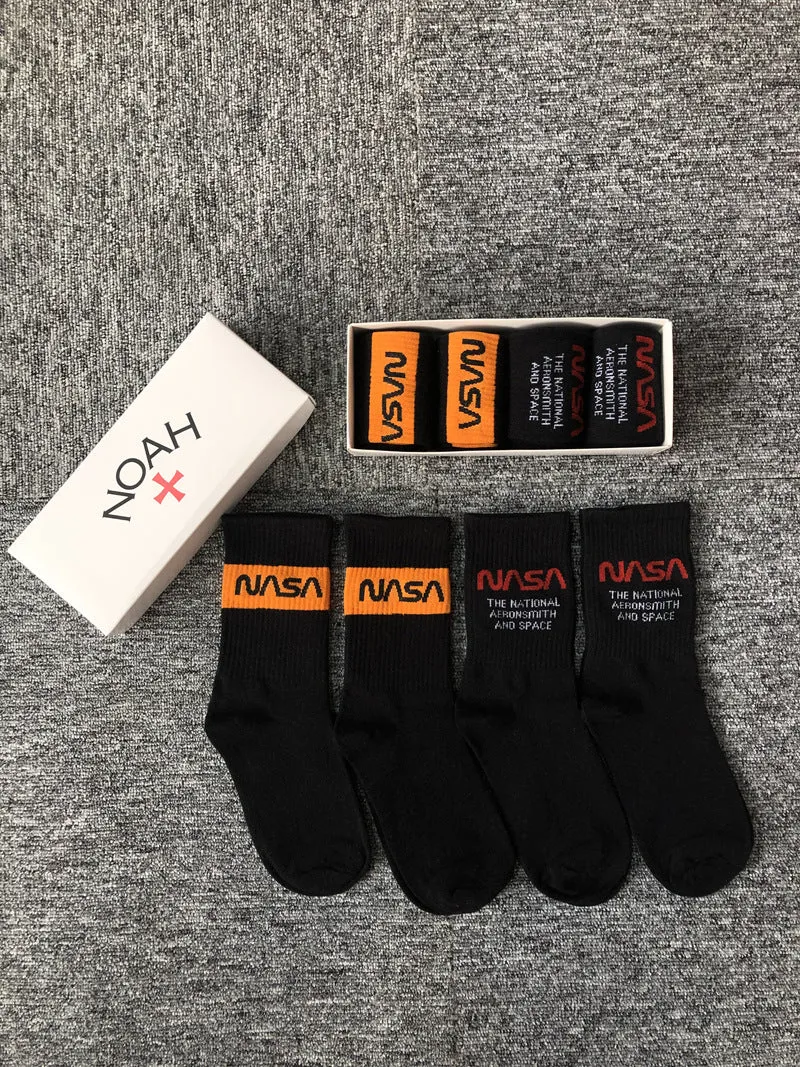 NOAH
NASA
NASA
NASA
THE NATIONAL
AERONSMITH
AND SPACE
NASA
THE NATIONAL
AERONSMITH
AND SPACE
NASA
NASA
NASA
THE NATIONAL
AERONSMITH
AND SPACE
NASA
THE NATIONAL
AERONSMITH
AND SPACE